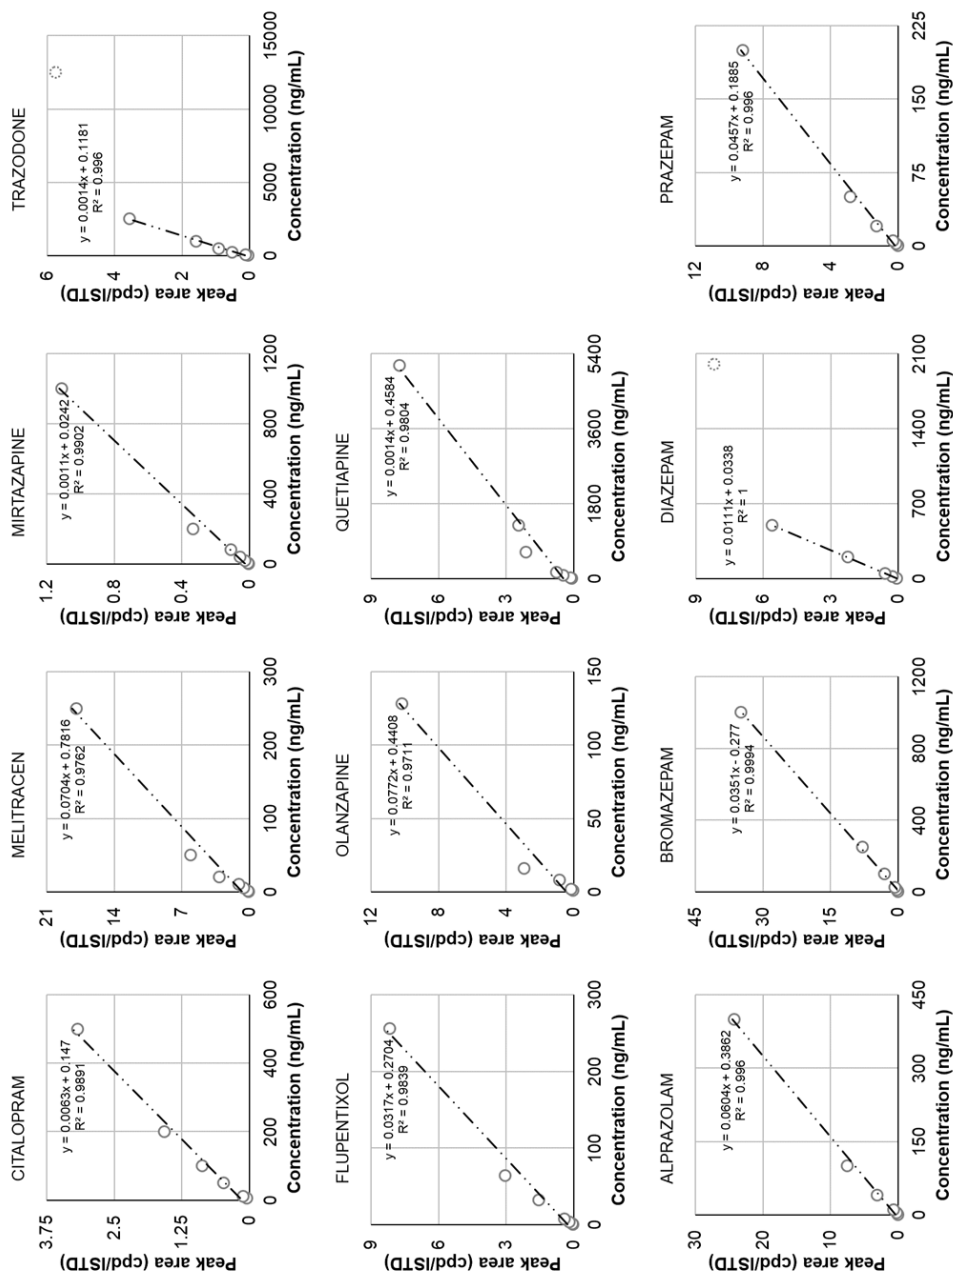 CITALOPRAM
Peak area (cpd/ISTD)
3.75
2.5
1.25
0
y = 0.0063x + 0.147
R² = 0.9891
0
200
400
600
Concentration (ng/mL)
MELITRACEN
Peak area (cpd/ISTD)
21
14
7
0
y = 0.0704x + 0.7816
R² = 0.9762
0
100
200
300
Concentration (ng/mL)
MIRTAZAPINE
Peak area (cpd/ISTD)
1.2
0.8
0.4
0
y = 0.0011x + 0.0242
R² = 0.9902
0
400
800
1200
Concentration (ng/mL)
TRAZODONE
Peak area (cpd/ISTD)
6
4
2
0
y = 0.0014x + 0.1181
R² = 0.996
0
5000
10000
15000
Concentration (ng/mL)
FLUPENTIXOL
Peak area (cpd/ISTD)
9
6
3
0
y = 0.0317x + 0.2704
R² = 0.9839
0
100
200
300
Concentration (ng/mL)
OLANZAPINE
Peak area (cpd/ISTD)
12
8
4
0
y = 0.0772x + 0.4408
R² = 0.9711
0
50
100
150
Concentration (ng/mL)
QUETIAPINE
Peak area (cpd/ISTD)
9
6
3
0
y = 0.0014x + 0.4584
R² = 0.9804
0
1800
3600
5400
Concentration (ng/mL)
ALPRAZOLAM
Peak area (cpd/ISTD)
30
20
10
0
y = 0.0604x + 0.3862
R² = 0.996
0
150
300
450
Concentration (ng/mL)
BROMAZEPAM
Peak area (cpd/ISTD)
45
30
15
0
y = 0.0351x - 0.277
R² = 0.9994
0
400
800
1200
Concentration (ng/mL)
DIAZEPAM
Peak area (cpd/ISTD)
9
6
3
0
y = 0.0111x + 0.0338
R² = 1
0
700
1400
2100
Concentration (ng/mL)
PRAZEPAM
Peak area (cpd/ISTD)
12
8
4
0
y = 0.0457x + 0.1885
R² = 0.996
0
75
150
225
Concentration (ng/mL)